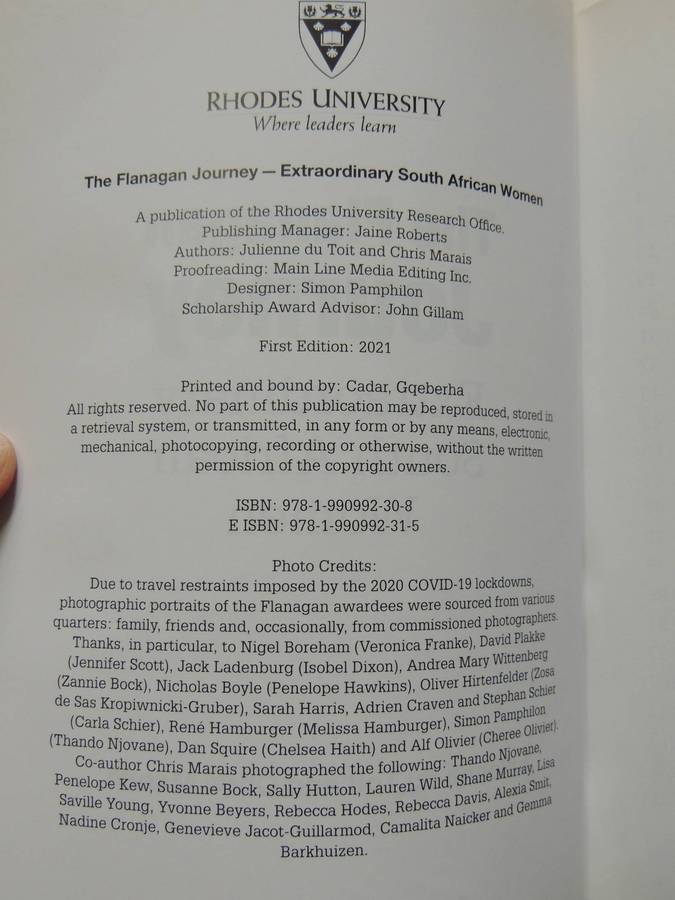 RHODES UNIVERSITY
Where leaders learn
The Flanagan Journey — Extraordinary South African Women
A publication of the Rhodes University Research Office.
Publishing Manager: Jaine Roberts
Authors: Julienne du Toit and Chris Marais
Proofreading: Main Line Media Editing Inc.
Designer: Simon Pamphilon
Scholarship Award Advisor: John Gillam
First Edition: 2021
Printed and bound by: Cadar, Gqeberha
All rights reserved. No part of this publication may be reproduced, stored in
a retrieval system, or transmitted, in any form or by any means, electronic,
mechanical, photocopying, recording or otherwise, without the written
permission of the copyright owners.
ISBN: 978-1-990992-30-8
E ISBN: 978-1-990992-31-5
Photo Credits:
Due to travel restraints imposed by the 2020 COVID-19 lockdowns,
photographic portraits of the Flanagan awardees were sourced from various
quarters: family, friends and, occasionally, from commissioned photographers.
Thanks, in particular, to Nigel Boreham (Veronica Franke), David Plakke
(Jennifer Scott), Jack Ladenburg (Isobel Dixon), Andrea Mary Wittenberg
(Zannie Bock), Nicholas Boyle (Penelope Hawkins), Oliver Hirtenfelder (Zosa
de Sas Kropiwnicki-Gruber), Sarah Harris, Adrien Craven and Stephan Schier
(Carla Schier), René Hamburger (Melissa Hamburger), Simon Pamphilon
(Thando Njovane), Dan Squire (Chelsea Haith) and Alf Olivier (Cheree Olivier).
Co-author Chris Marais photographed the following: Thando Njovane,
Penelope Kew, Susanne Bock, Sally Hutton, Lauren Wild, Shane Murray, Lisa
Saville Young, Yvonne Beyers, Rebecca Hodes, Rebecca Davis, Alexia Smit,
Nadine Cronje, Genevieve Jacot-Guillarmod, Camalita Naicker and Gemma
Barkhuizen.